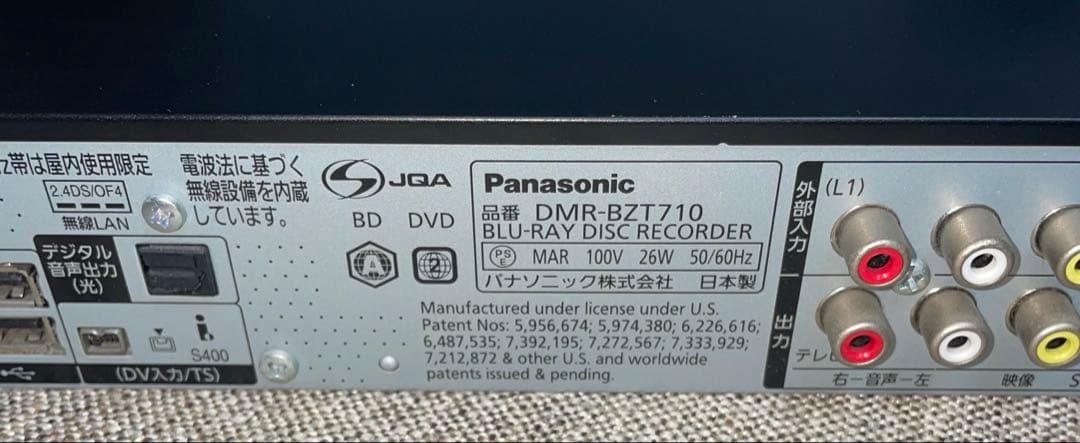 z帯は屋内使用限定
2.4DS/OF4
無線LAN
電波法に基づく
無線設備を内蔵
しています。
JQA
BD DVD
A 2
Panasonic
品番 DMR-BZT710
BLU-RAY DISC RECORDER
PS E MAR 100V 26W 50/60Hz
パナソニック株式会社 日本製
Manufactured under license under U.S.
Patent Nos: 5,956,674; 5,974,380; 6,226,616;
6,487,535; 7,392,195; 7,272,567; 7,333,929;
7,212,872 & other U.S. and worldwide
patents issued & pending.
デジタル
音声出力
(光)
S400
(DV入力/TS)
外部入力
(L1)
出力
テレビ
右ー音声ー左
映像
S